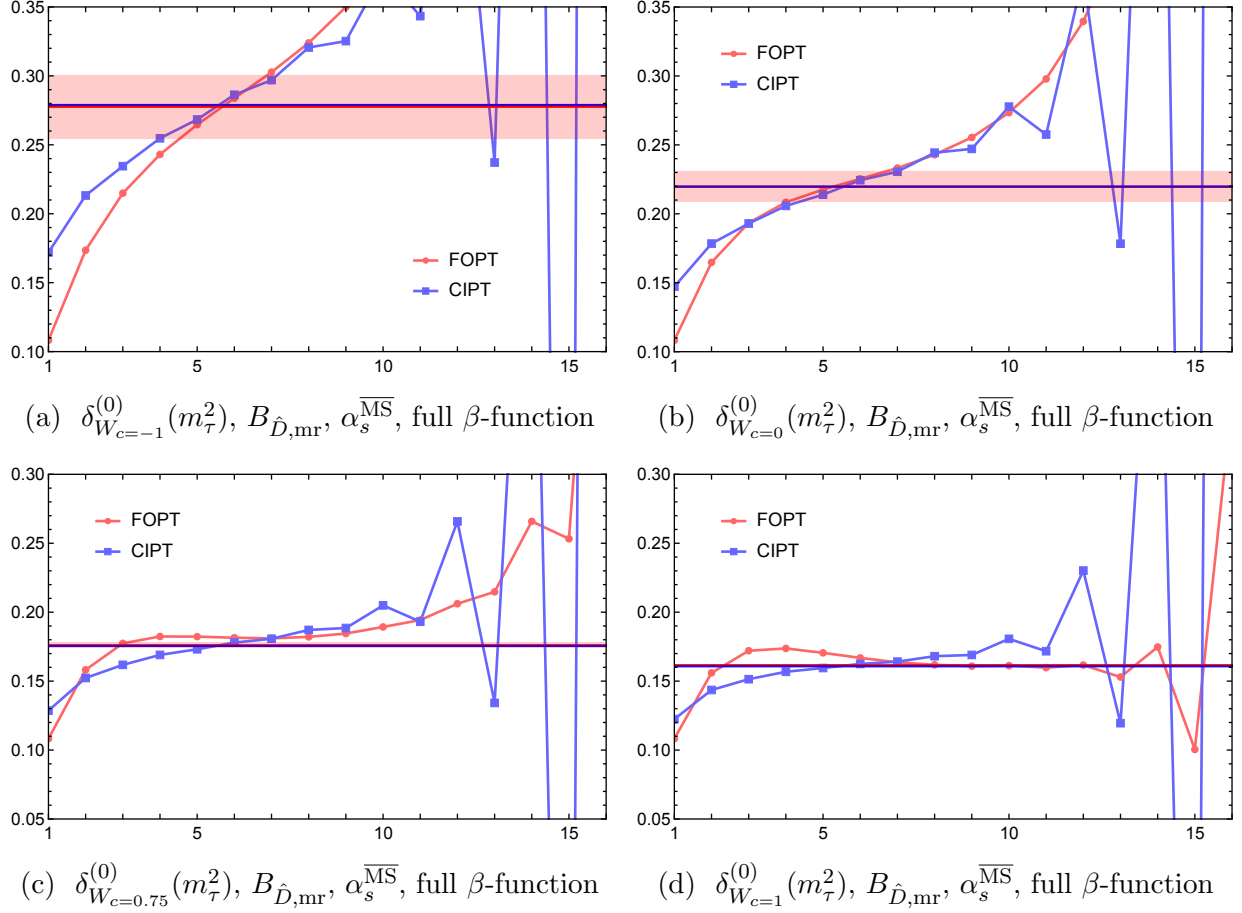 0.35
0.30
0.25
0.20
0.15
0.10
1 5 10 15
FOPT
CIPT
(a) δ^{(0)}_{W_{c=-1}}(m_τ^2), B_{D̂,mr}, α_s^{\overline{MS}}, full β-function
0.35
0.30
0.25
0.20
0.15
0.10
1 5 10 15
FOPT
CIPT
(b) δ^{(0)}_{W_{c=0}}(m_τ^2), B_{D̂,mr}, α_s^{\overline{MS}}, full β-function
0.30
0.25
0.20
0.15
0.10
0.05
1 5 10 15
FOPT
CIPT
(c) δ^{(0)}_{W_{c=0.75}}(m_τ^2), B_{D̂,mr}, α_s^{\overline{MS}}, full β-function
0.30
0.25
0.20
0.15
0.10
0.05
1 5 10 15
FOPT
CIPT
(d) δ^{(0)}_{W_{c=1}}(m_τ^2), B_{D̂,mr}, α_s^{\overline{MS}}, full β-function